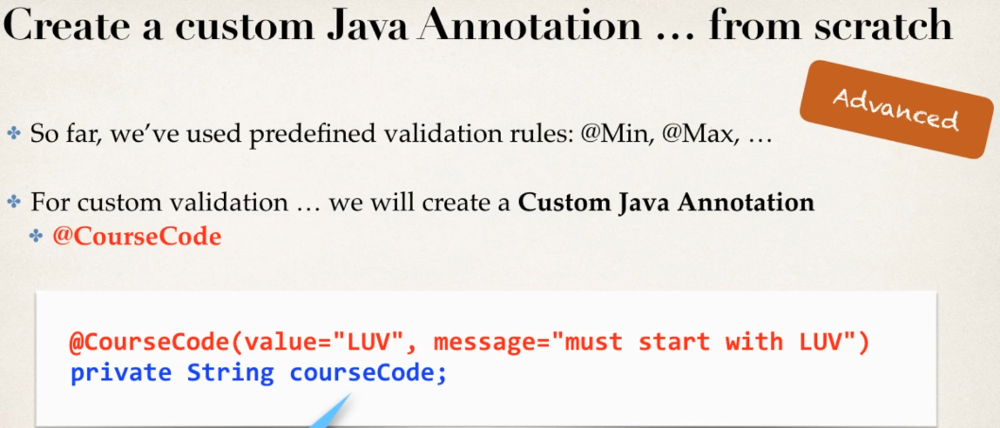 Create a custom Java Annotation … from scratch
Advanced
So far, we've used predefined validation rules: @Min, @Max, …
For custom validation … we will create a Custom Java Annotation
@CourseCode
@CourseCode(value="LUV", message="must start with LUV")
private String courseCode;